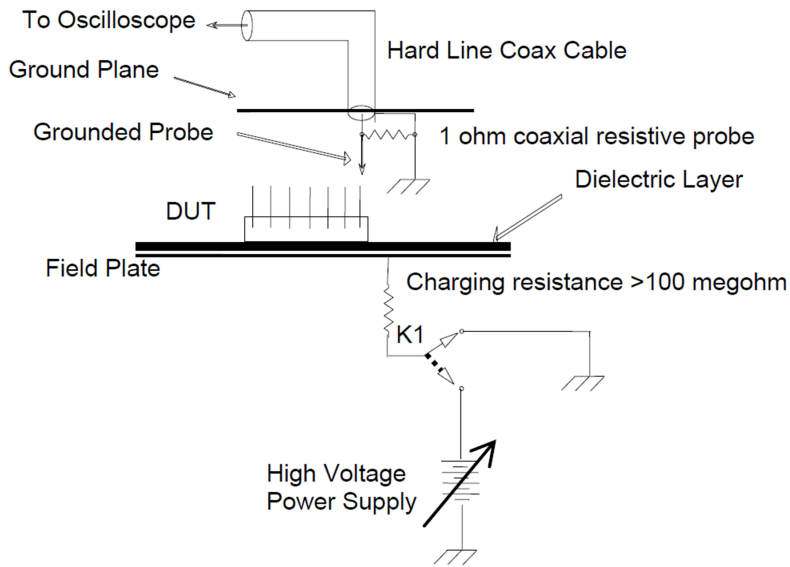 To Oscilloscope
Hard Line Coax Cable
Ground Plane
Grounded Probe
1 ohm coaxial resistive probe
Dielectric Layer
DUT
Field Plate
Charging resistance >100 megohm
K1
High Voltage
Power Supply